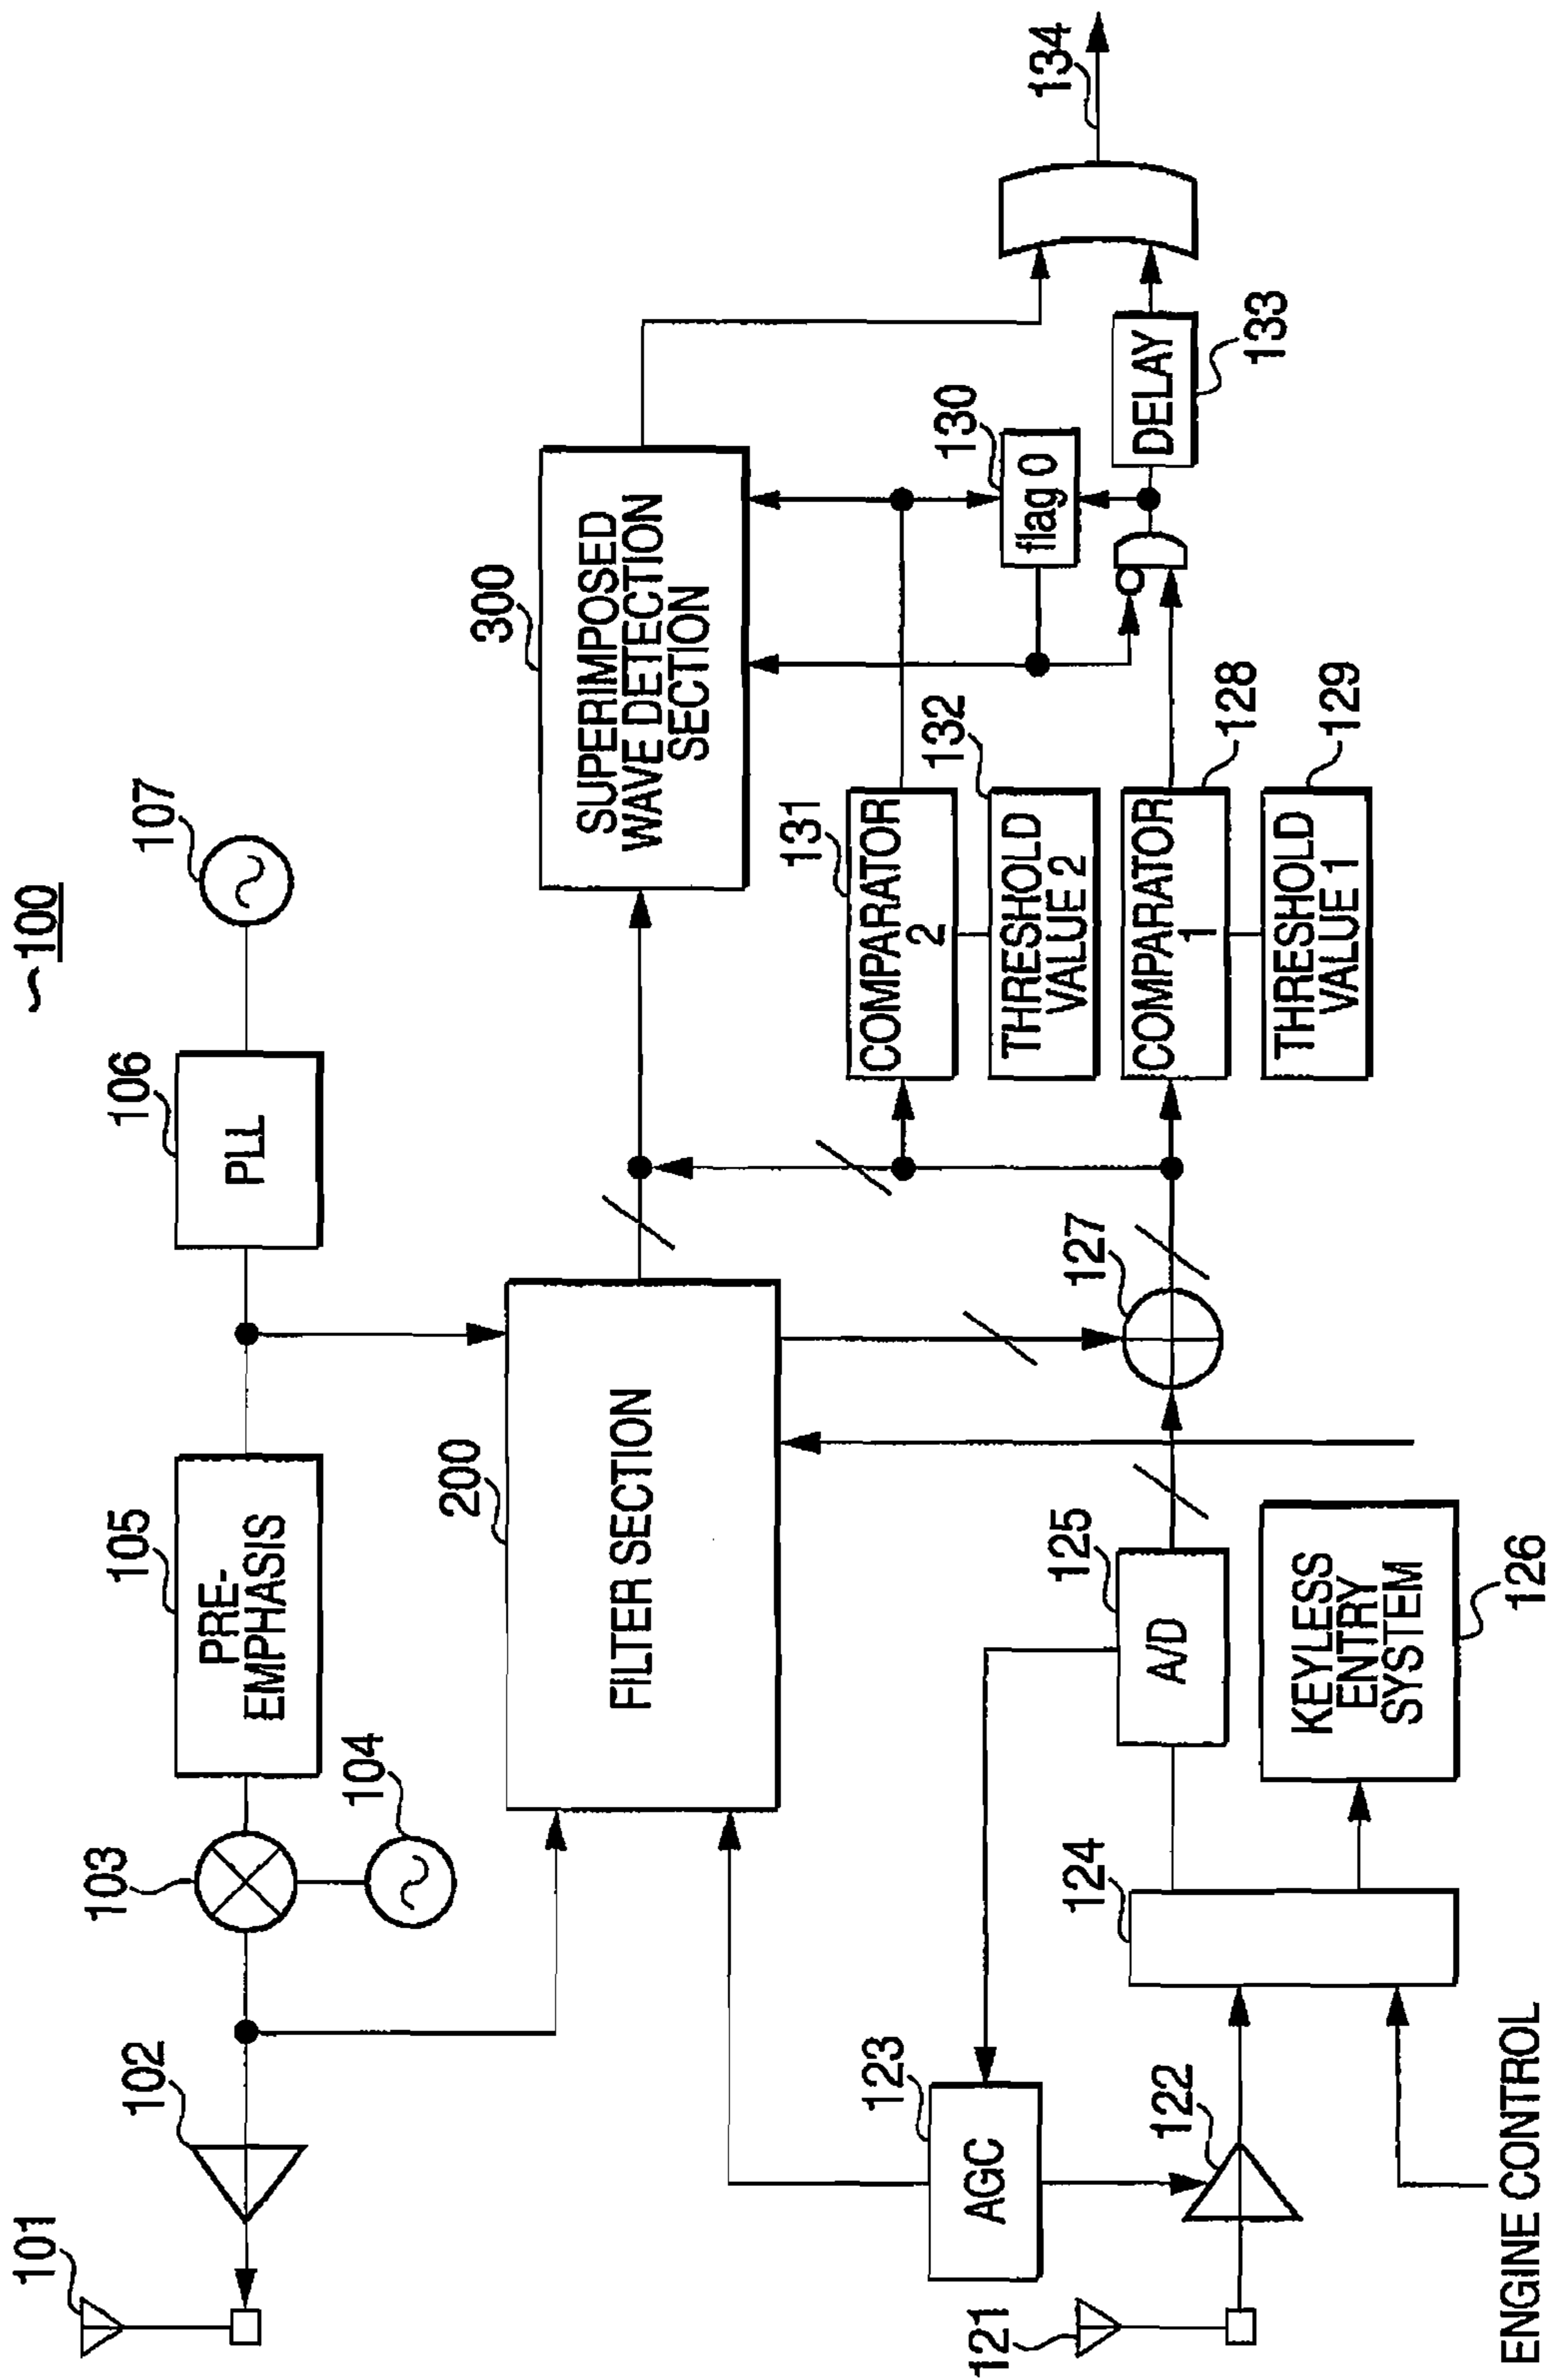 100
101
102
103
104
105
PRE-
EMPHASIS
106
PLL
107
200
FILTER SECTION
300
SUPERIMPOSED
WAVE DETECTION
SECTION
121
122
123
AGC
124
125
A/D
126
KEYLESS
ENTRY
SYSTEM
ENGINE CONTROL
127
131
COMPARATOR
2
132
THRESHOLD
VALUE 2
128
COMPARATOR
1
129
THRESHOLD
VALUE 1
130
flag 0
133
DELAY
134